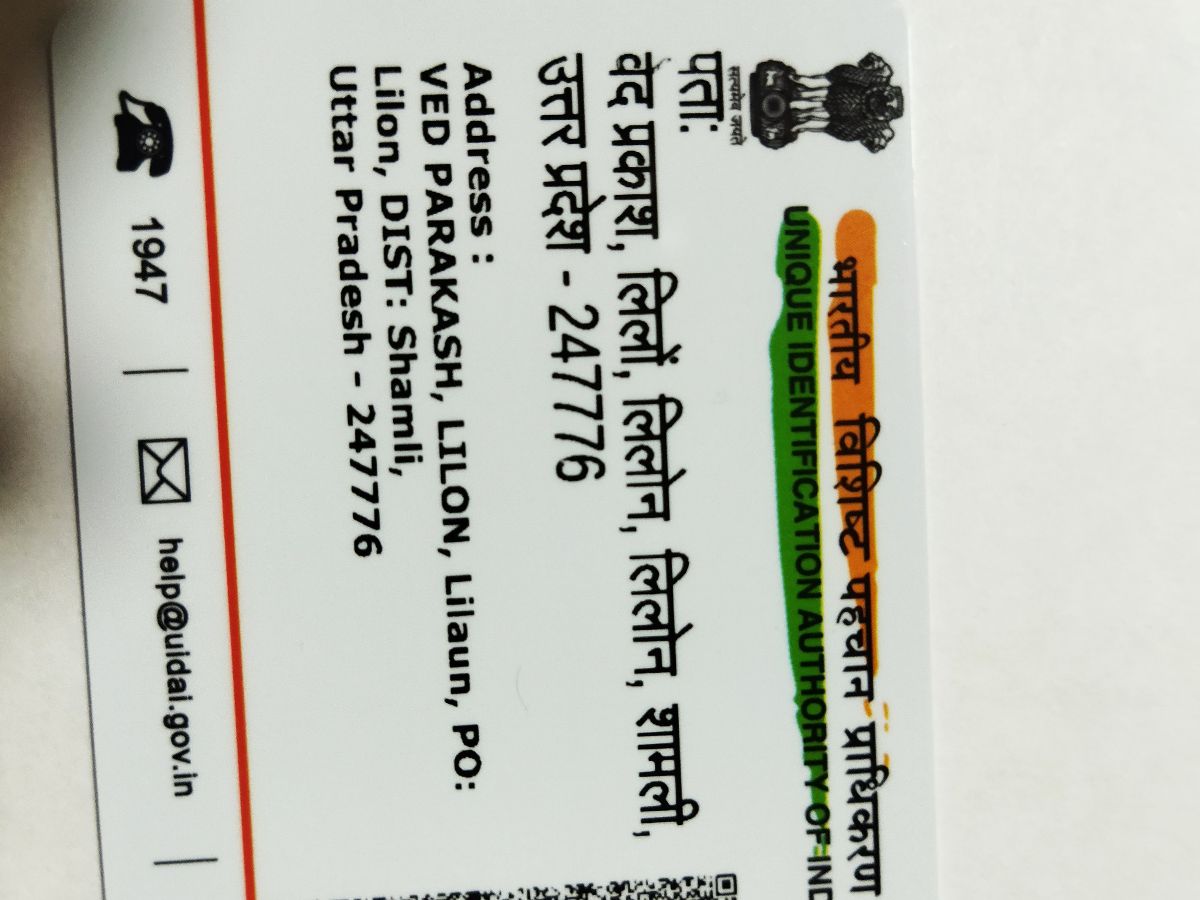 सत्यमेव जयते
भारतीय विशिष्ट पहचान प्राधिकरण
UNIQUE IDENTIFICATION AUTHORITY OF IND
पता:
वेद प्रकाश, लिलों, लिलोन, लिलोन, शामली,
उत्तर प्रदेश - 247776
Address :
VED PARAKASH, LILON, Lilaun, PO:
Lilon, DIST: Shamli,
Uttar Pradesh - 247776
1947 | help@uidai.gov.in |